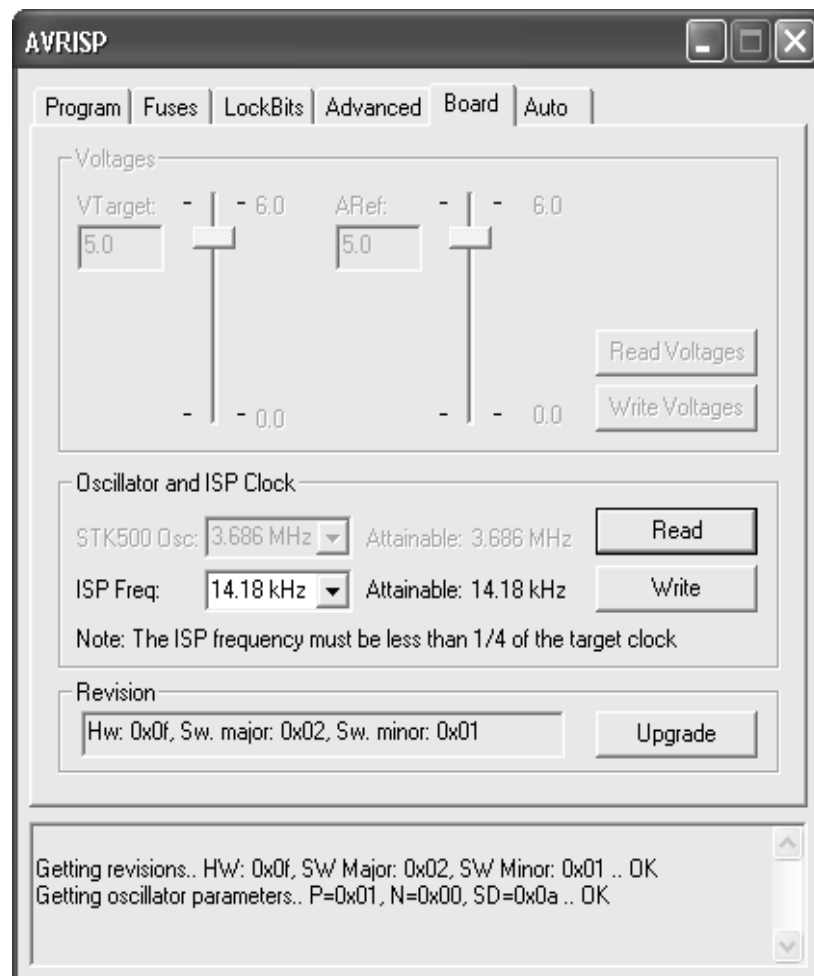 AVRISP
Program Fuses LockBits Advanced Board Auto
Voltages
VTarget: 6.0 ARef: 6.0
5.0 5.0
Read Voltages
0.0 0.0 Write Voltages
Oscillator and ISP Clock
STK500 Osc: 3.686 MHz Attainable: 3.686 MHz Read
ISP Freq: 14.18 kHz Attainable: 14.18 kHz Write
Note: The ISP frequency must be less than 1/4 of the target clock
Revision
Hw: 0x0f, Sw. major: 0x02, Sw. minor: 0x01 Upgrade
Getting revisions.. HW: 0x0f, SW Major: 0x02, SW Minor: 0x01 .. OK
Getting oscillator parameters.. P=0x01, N=0x00, SD=0x0a .. OK